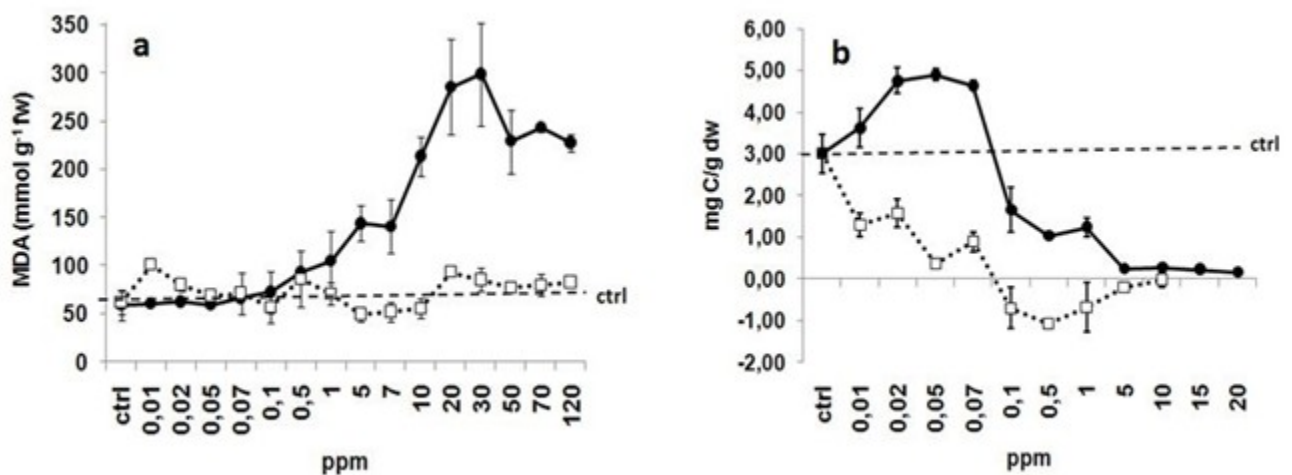 a
MDA (mmol g⁻¹ fw)
350
300
250
200
150
100
50
0
ctrl
ctrl 0,01 0,02 0,05 0,07 0,1 0,5 1 5 7 10 20 30 50 70 120
ppm
b
mg C/g dw
6,00
5,00
4,00
3,00
2,00
1,00
0,00
-1,00
-2,00
ctrl
ctrl 0,01 0,02 0,05 0,07 0,1 0,5 1 5 10 15 20
ppm